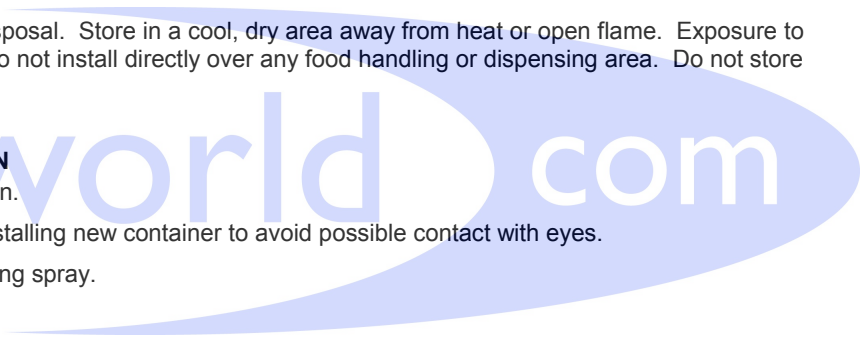 sposal. Store in a cool, dry area away from heat or open flame. Exposure to
o not install directly over any food handling or dispensing area. Do not store
N
n.
stalling new container to avoid possible contact with eyes.
ng spray.
world com